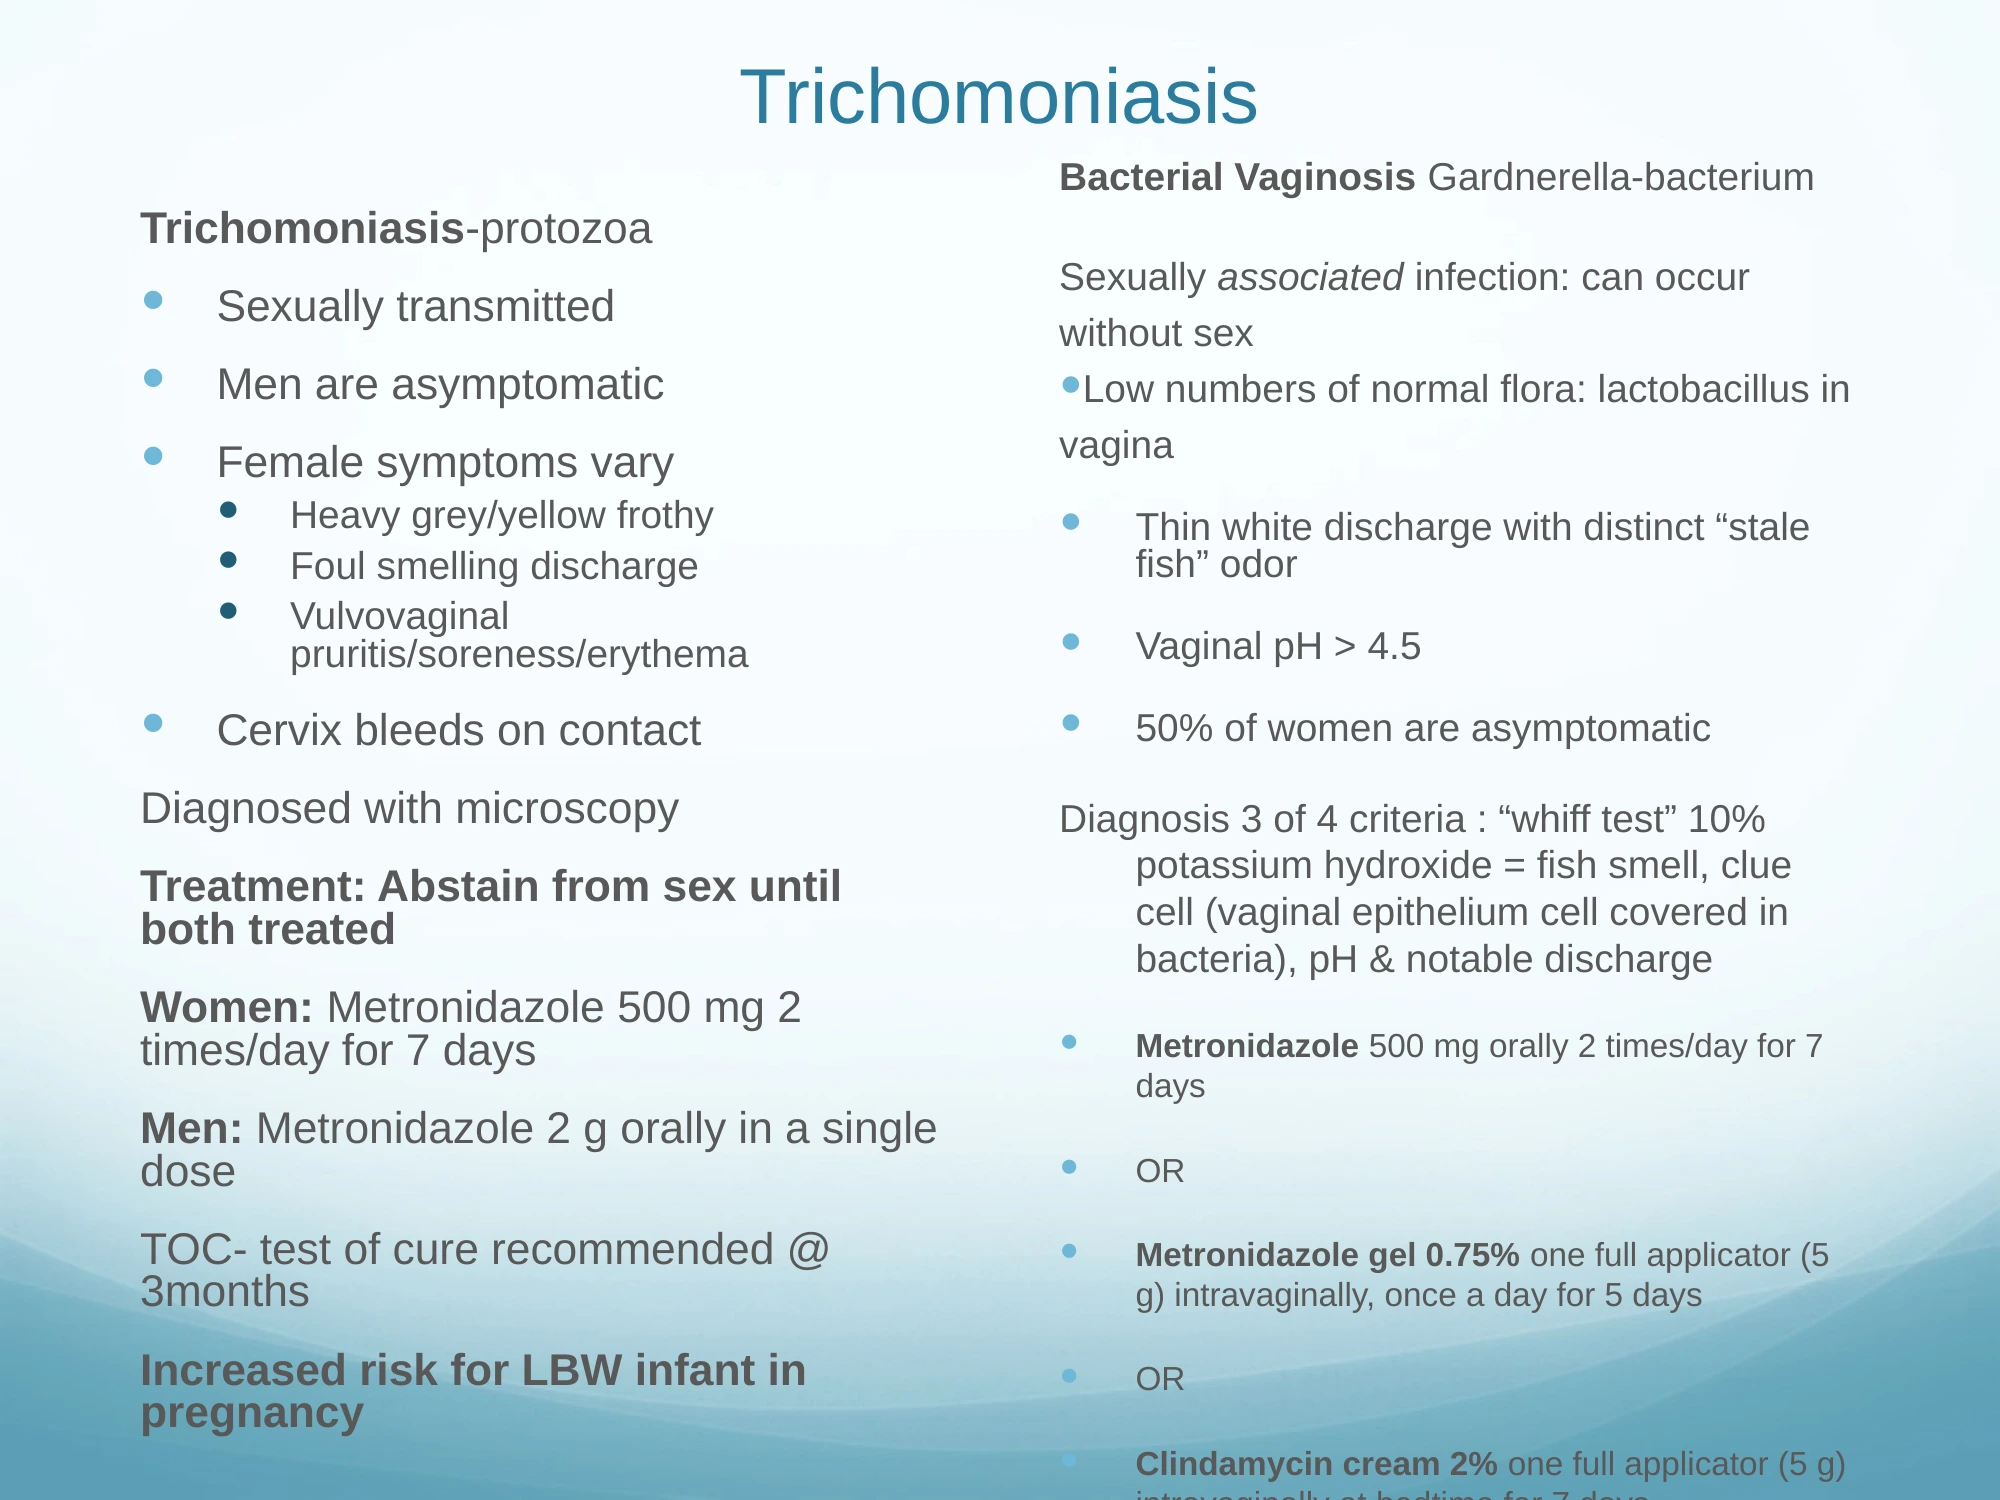 Trichomoniasis
Trichomoniasis-protozoa
• Sexually transmitted
• Men are asymptomatic
• Female symptoms vary
• Heavy grey/yellow frothy
• Foul smelling discharge
• Vulvovaginal
pruritis/soreness/erythema
• Cervix bleeds on contact
Diagnosed with microscopy
Treatment: Abstain from sex until
both treated
Women: Metronidazole 500 mg 2
times/day for 7 days
Men: Metronidazole 2 g orally in a single
dose
TOC- test of cure recommended @
3months
Increased risk for LBW infant in
pregnancy
Bacterial Vaginosis Gardnerella-bacterium
Sexually associated infection: can occur
without sex
•Low numbers of normal flora: lactobacillus in
vagina
• Thin white discharge with distinct “stale
fish” odor
• Vaginal pH > 4.5
• 50% of women are asymptomatic
Diagnosis 3 of 4 criteria : “whiff test” 10%
potassium hydroxide = fish smell, clue
cell (vaginal epithelium cell covered in
bacteria), pH & notable discharge
• Metronidazole 500 mg orally 2 times/day for 7
days
• OR
• Metronidazole gel 0.75% one full applicator (5
g) intravaginally, once a day for 5 days
• OR
• Clindamycin cream 2% one full applicator (5 g)
intravaginally at bedtime for 7 days